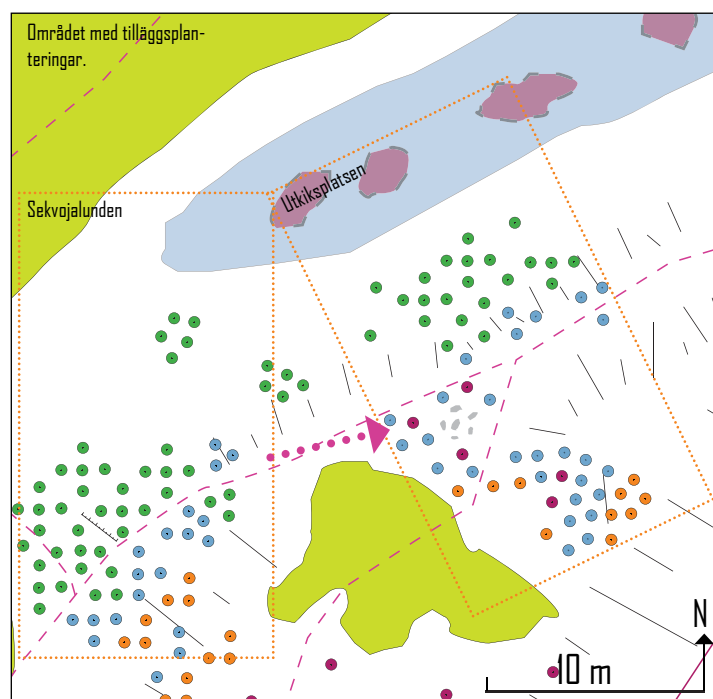 Området med tilläggsplan-
teringar.
Utkiksplatsen
Sekvojalunden
N
10 m